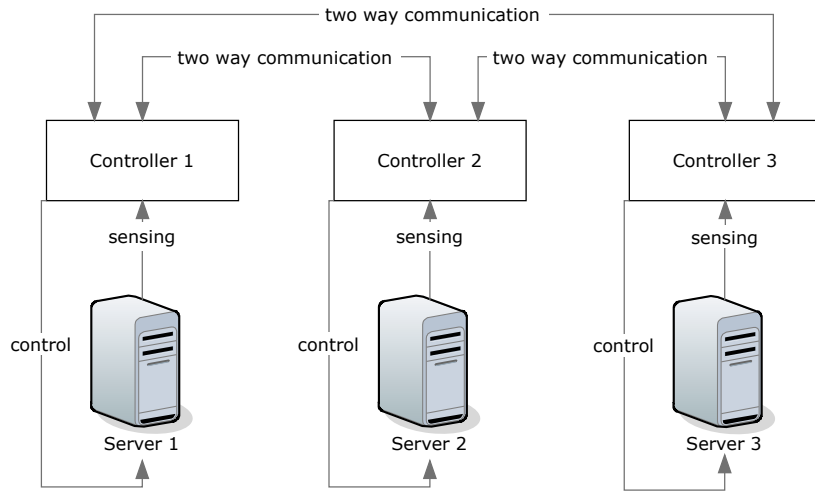 two way communication
two way communication
two way communication
Controller 1
Controller 2
Controller 3
sensing
sensing
sensing
control
control
control
Server 1
Server 2
Server 3